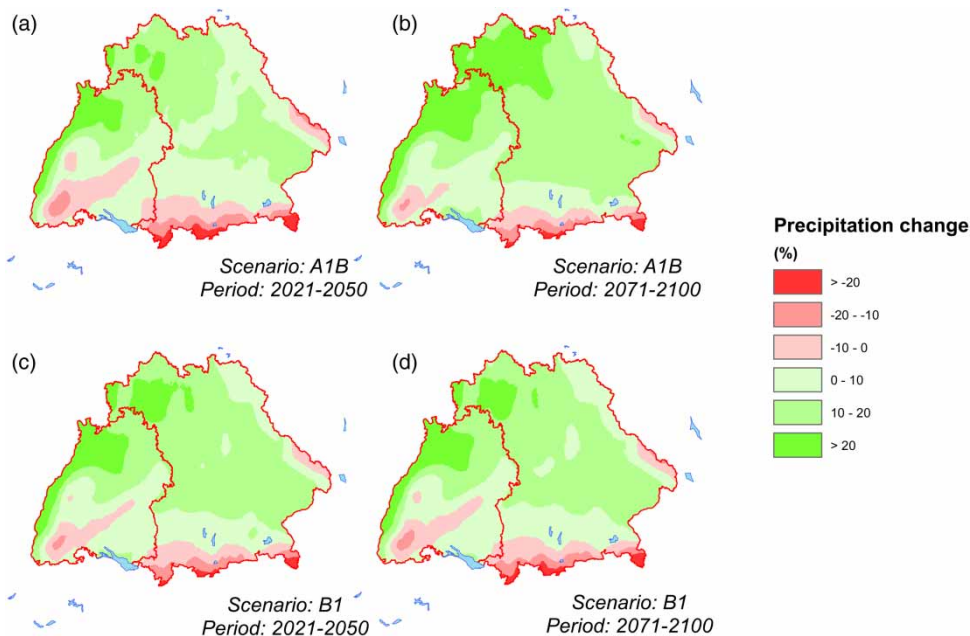 (a)
(b)
Scenario: A1B
Period: 2021-2050
Scenario: A1B
Period: 2071-2100
Precipitation change
(%)
> -20
-20 - -10
-10 - 0
0 - 10
10 - 20
> 20
(c)
(d)
Scenario: B1
Period: 2021-2050
Scenario: B1
Period: 2071-2100